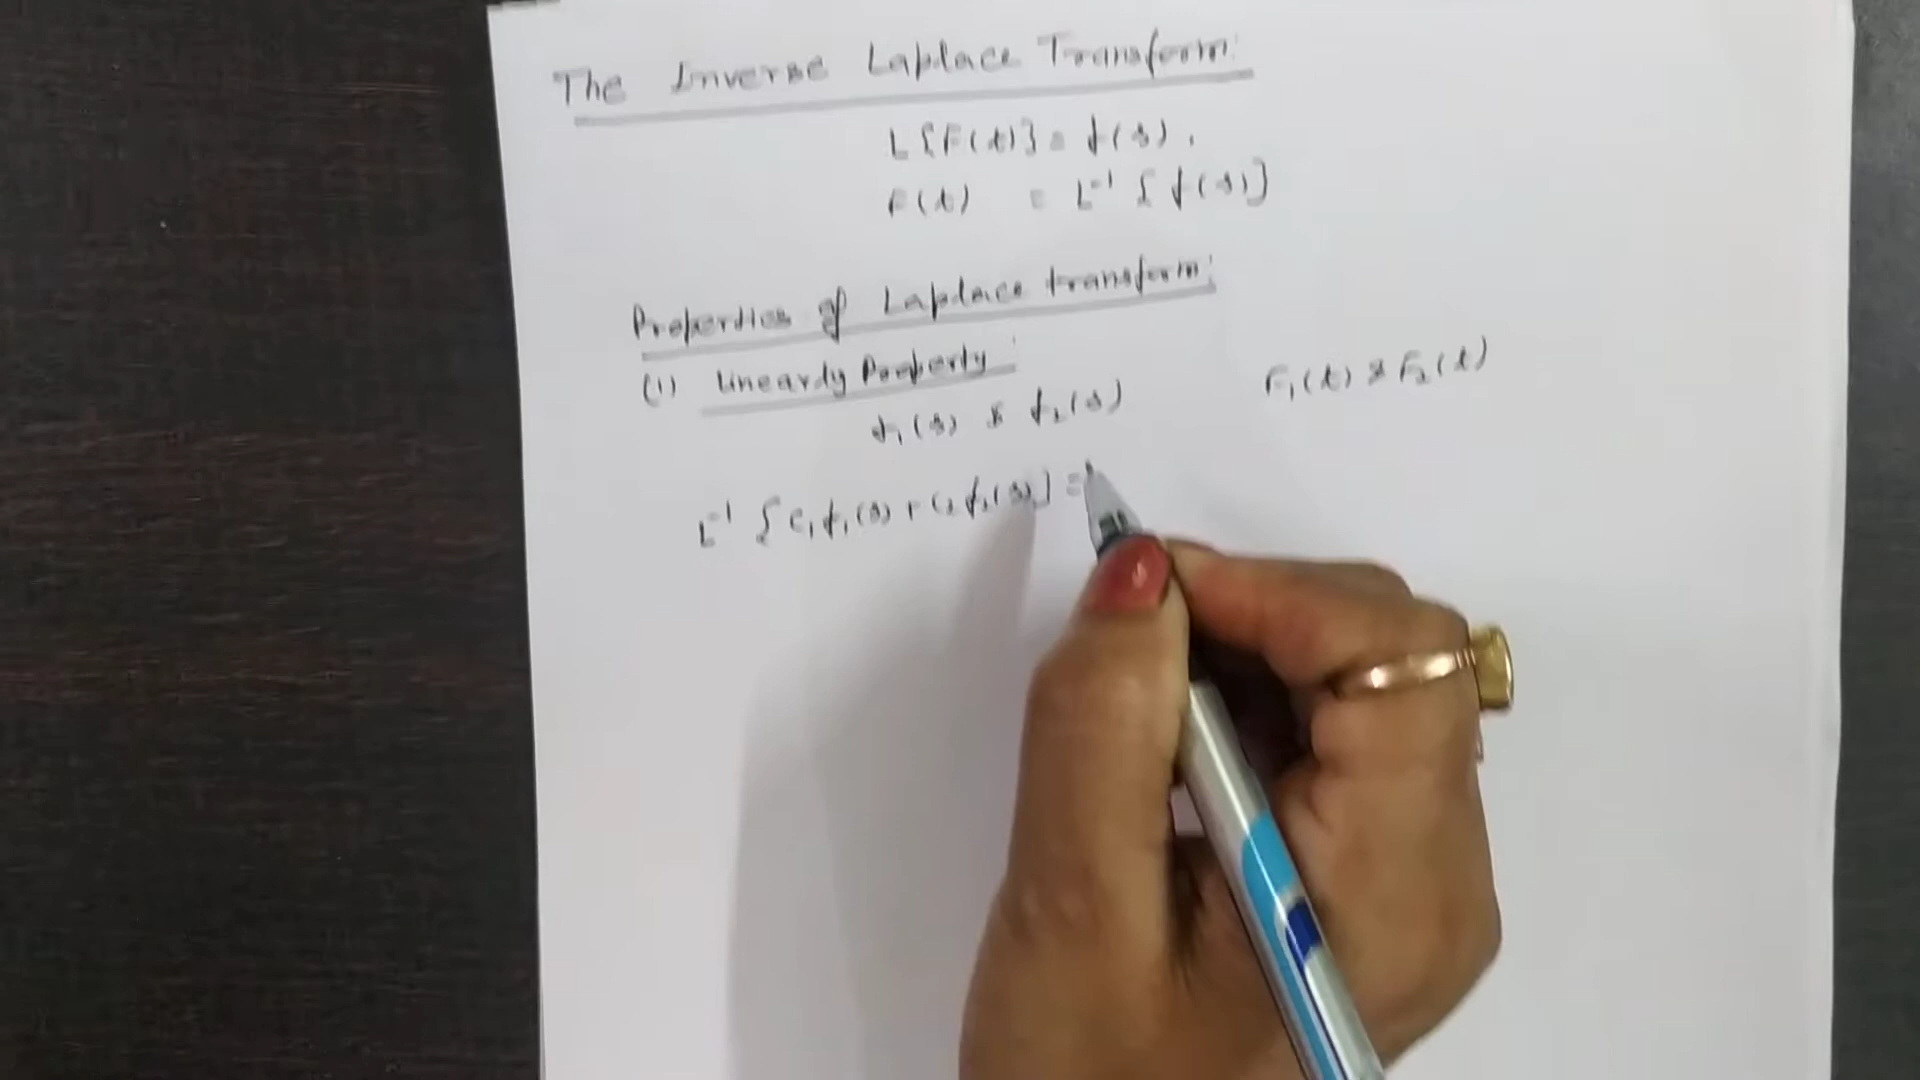 The Inverse Laplace Transform:
L{F(t)} = f(s).
F(t) = L⁻¹ {f(s)}
Properties of Laplace transform:
(1) Linearity Property :
f₁(s) & f₂(s) F₁(t) & F₂(t)
L⁻¹ {c₁f₁(s) + c₂f₂(s)} =